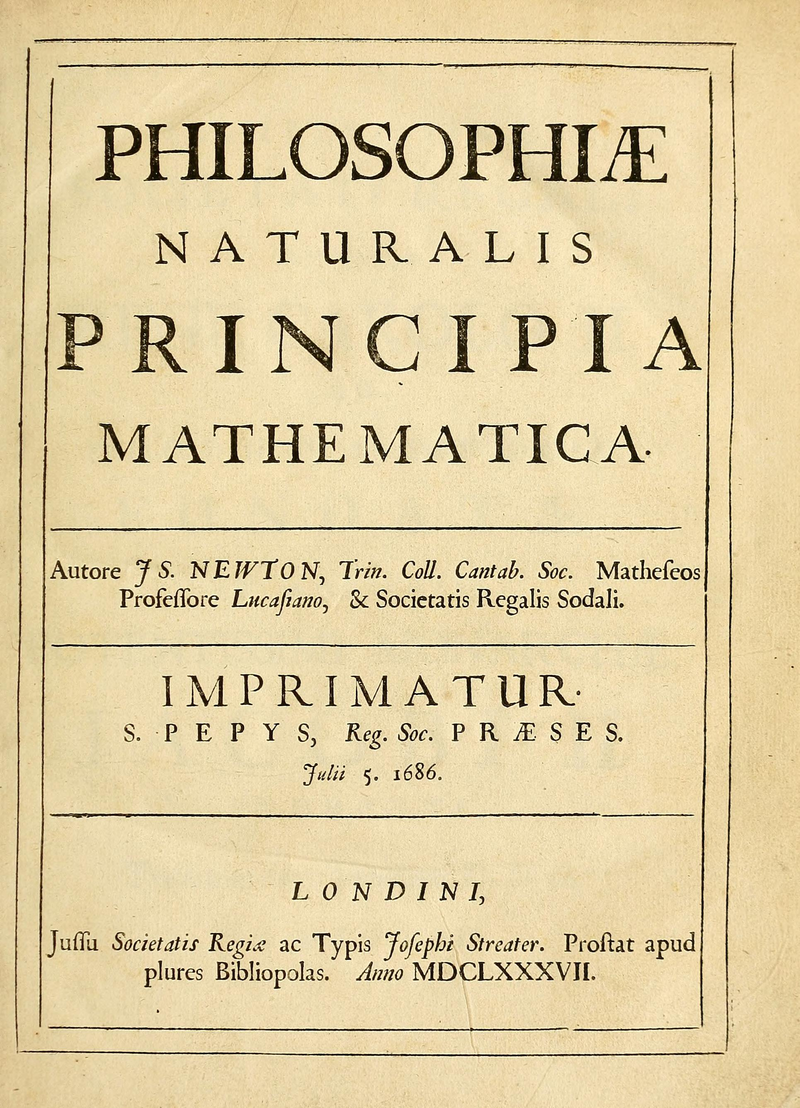 PHILOSOPHIÆ
NATURALIS
PRINCIPIA
MATHEMATICA.
Autore JS. NEWTON, Trin. Coll. Cantab. Soc. Matheſeos
Profeſſore Lucaſiano, & Societatis Regalis Sodali.
IMPRIMATUR.
S. PEPYS, Reg. Soc. PRÆSES.
Julii 5. 1686.
LONDINI,
Juſſu Societatis Regiæ ac Typis Joſephi Streater. Proſtat apud
plures Bibliopolas. Anno MDCLXXXVII.